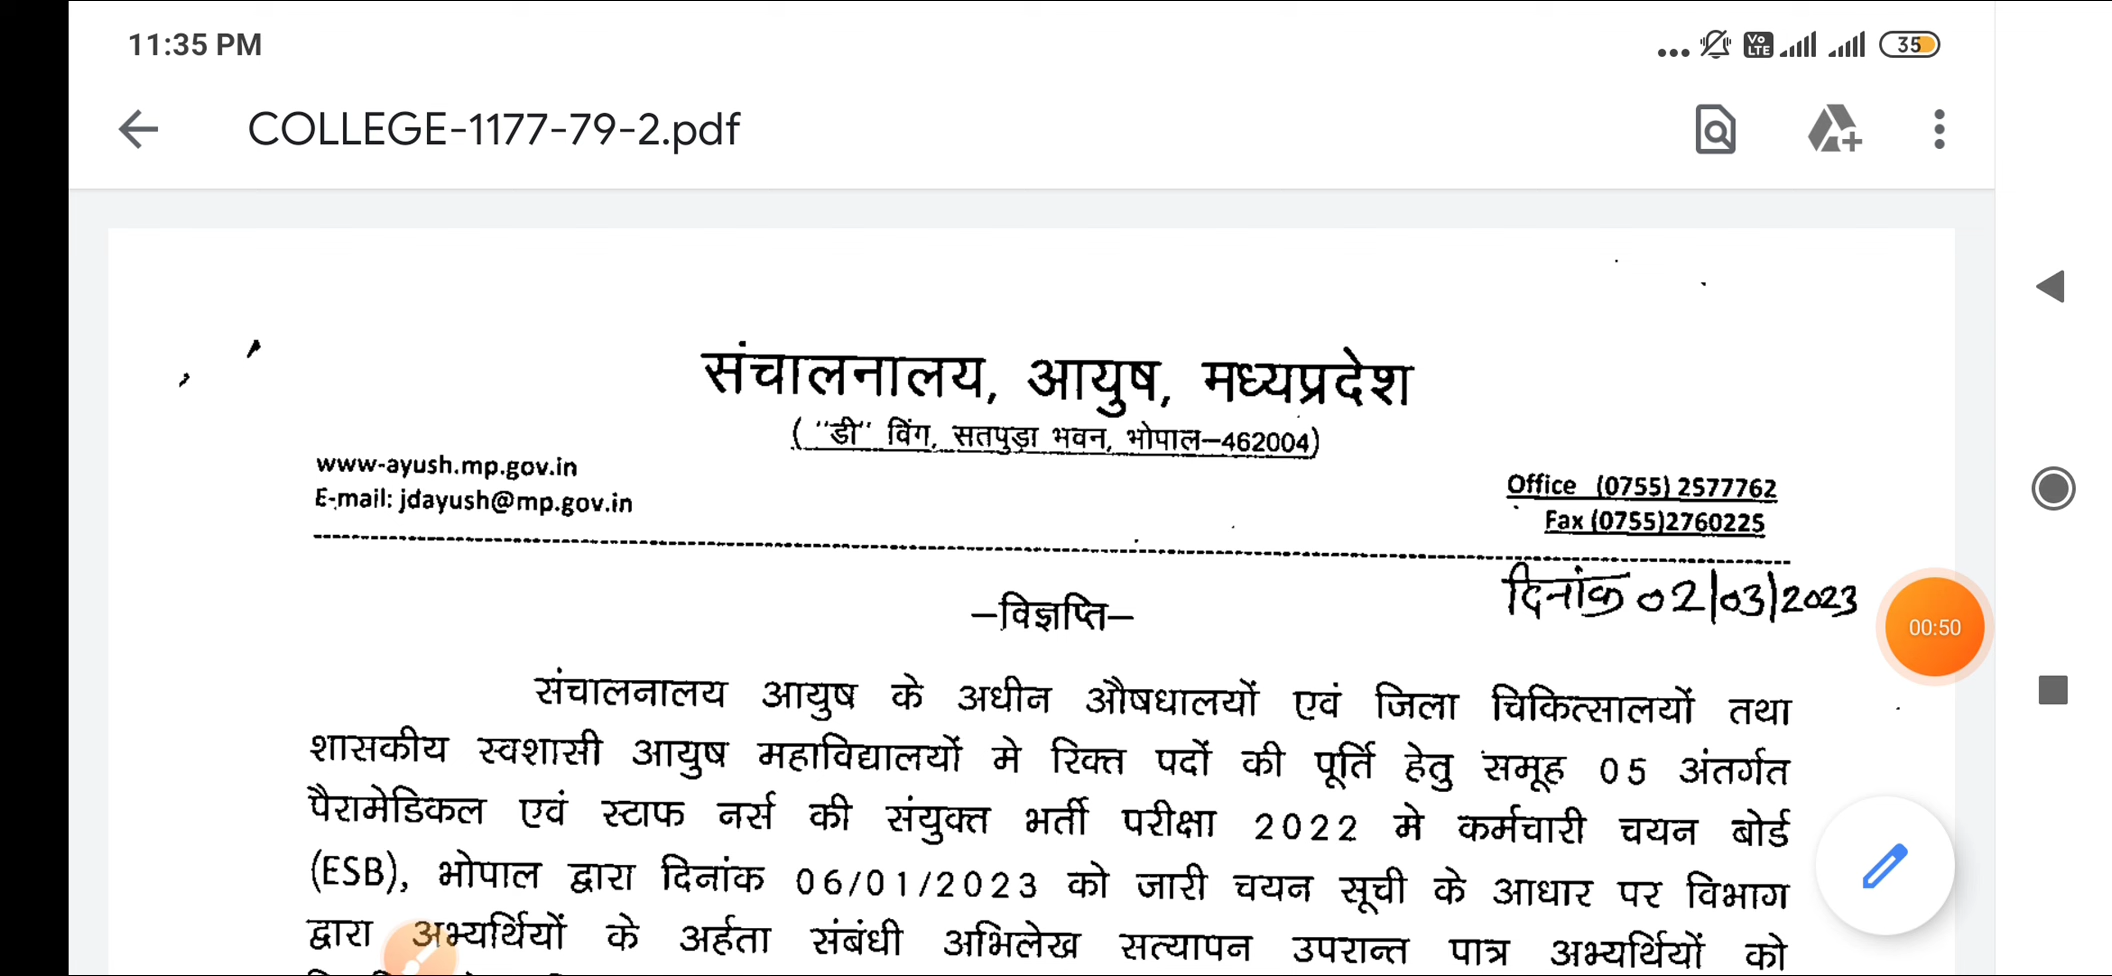 11:35 PM
Vo LTE
35
COLLEGE-1177-79-2.pdf
संचालनालय, आयुष, मध्यप्रदेश
( ''डी'' विंग, सतपुड़ा भवन, भोपाल–462004)
www-ayush.mp.gov.in
E-mail: jdayush@mp.gov.in
Office (0755) 2577762
Fax (0755)2760225
दिनांक 02/03/2023
–विज्ञप्ति–
00:50
संचालनालय आयुष के अधीन औषधालयों एवं जिला चिकित्सालयों तथा
शासकीय स्वशासी आयुष महाविद्यालयों मे रिक्त पदों की पूर्ति हेतु समूह 05 अंतर्गत
पैरामेडिकल एवं स्टाफ नर्स की संयुक्त भर्ती परीक्षा 2022 मे कर्मचारी चयन बोर्ड
(ESB), भोपाल द्वारा दिनांक 06/01/2023 को जारी चयन सूची के आधार पर विभाग
द्वारा अभ्यर्थियों के अर्हता संबंधी अभिलेख सत्यापन उपरान्त पात्र अभ्यर्थियों को